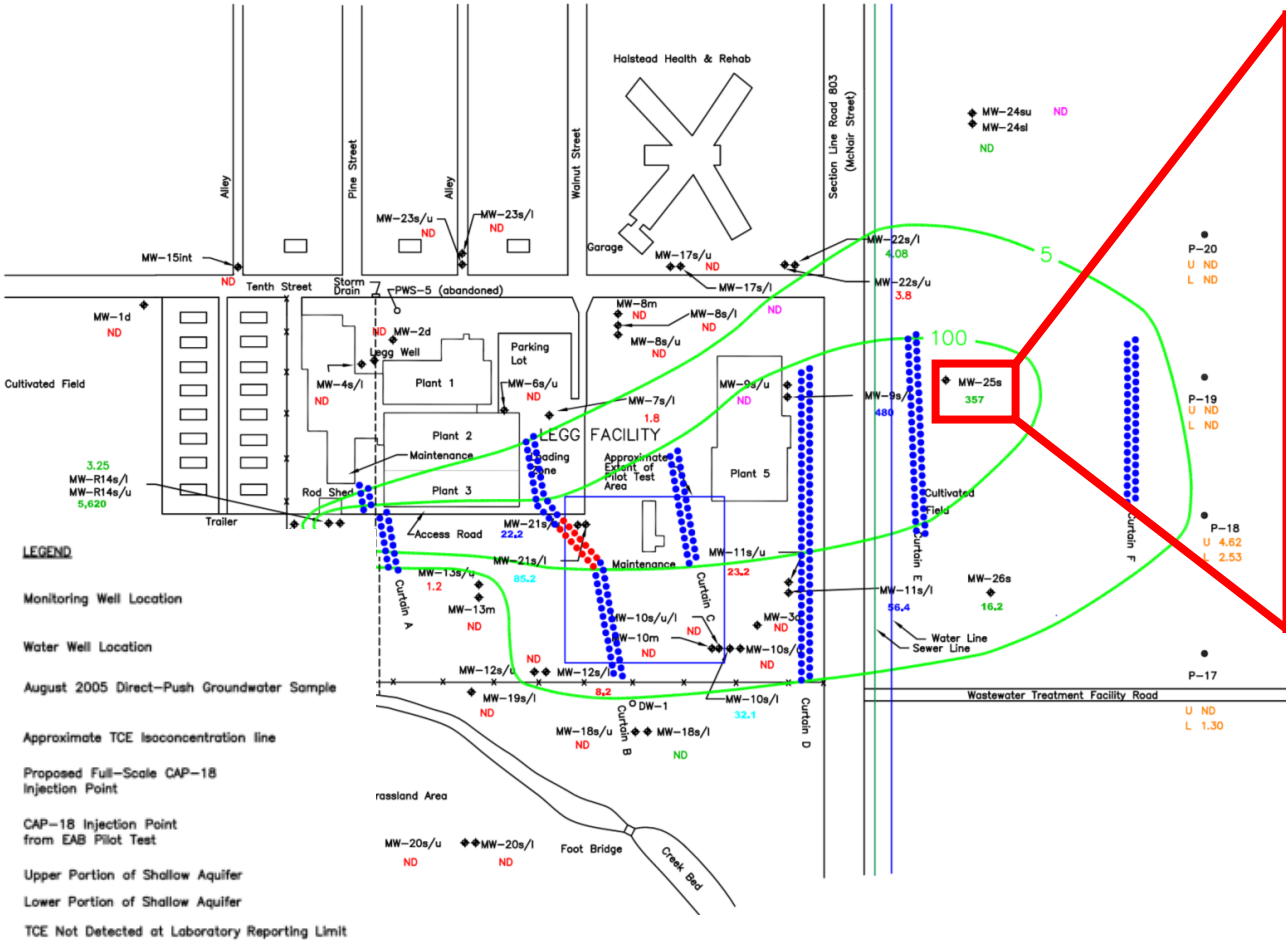 Halstead Health & Rehab
Section Line Road 803
(McNair Street)
MW-24su ND
MW-24sl
ND
Alley
Pine Street
Alley
Walnut Street
MW-23s/u
ND
MW-23s/l
ND
Garage
MW-22s/l
4.08
5
P-20
U ND
L ND
MW-15int
ND
MW-17s/u
ND
MW-17s/l
MW-22s/u
3.8
Tenth Street
Storm
Drain
PWS-5 (abandoned)
MW-1d
ND
MW-8m
ND
MW-8s/l
ND
MW-8s/u
ND
ND
ND
MW-2d
Legg Well
Parking
Lot
100
Cultivated Field
MW-4s/l
ND
Plant 1
MW-6s/u
ND
MW-7s/l
1.8
MW-9s/u
ND
MW-9s/
480
MW-25s
357
P-19
U ND
L ND
Plant 2
LEGG FACILITY
Maintenance
Loading
Zone
Approximate
Extent of
Pilot Test
Area
Plant 5
3.25
MW-R14s/l
MW-R14s/u
5,620
Rod Shed
Plant 3
Cultivated
Field
Trailer
Access Road
MW-21s/
22.2
P-18
U 4.62
L 2.53
LEGEND
MW-21s/l
85.2
Maintenance
MW-11s/u
23.2
Curtain E
Curtain F
MW-13s/u
1.2
Curtain A
MW-13m
ND
Curtain C
MW-11s/l
56.4
MW-26s
16.2
Monitoring Well Location
MW-10s/u/l
ND
MW-10m
ND
MW-3d
ND
MW-10s/
ND
Water Line
Sewer Line
Water Well Location
MW-12s/u
ND
MW-12s/l
8.2
MW-10s/l
32.1
P-17
U ND
L 1.30
August 2005 Direct-Push Groundwater Sample
MW-19s/l
ND
DW-1
Wastewater Treatment Facility Road
Curtain B
Curtain D
Approximate TCE Isoconcentration line
MW-18s/u
ND
MW-18s/l
ND
Proposed Full-Scale CAP-18
Injection Point
rassland Area
CAP-18 Injection Point
from EAB Pilot Test
MW-20s/u
ND
MW-20s/l
ND
Foot Bridge
Creek Bed
Upper Portion of Shallow Aquifer
Lower Portion of Shallow Aquifer
TCE Not Detected at Laboratory Reporting Limit